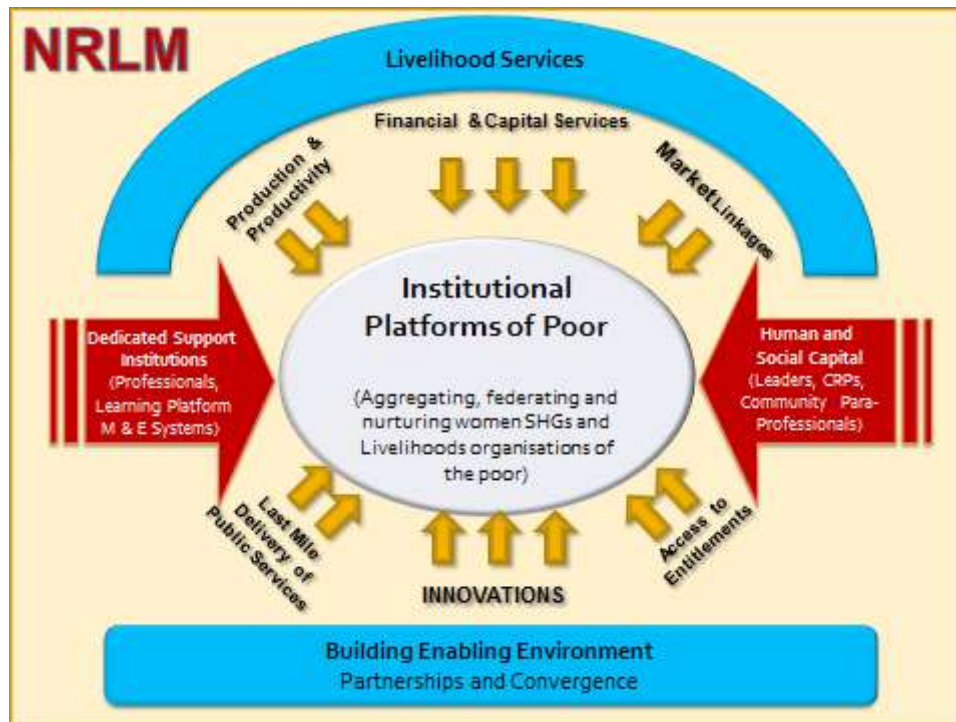 NRLM
Livelihood Services
Financial & Capital Services
Production &
Productivity
Market Linkages
Institutional
Platforms of Poor
(Aggregating, federating and
nurturing women SHGs and
Livelihoods organisations of
the poor)
Dedicated Support
Institutions
(Professionals,
Learning Platform
M & E Systems)
Human and
Social Capital
(Leaders, CRPs,
Community Para-
Professionals)
Last Mile
Delivery of
Public Services
INNOVATIONS
Access to
Entitlements
Building Enabling Environment
Partnerships and Convergence